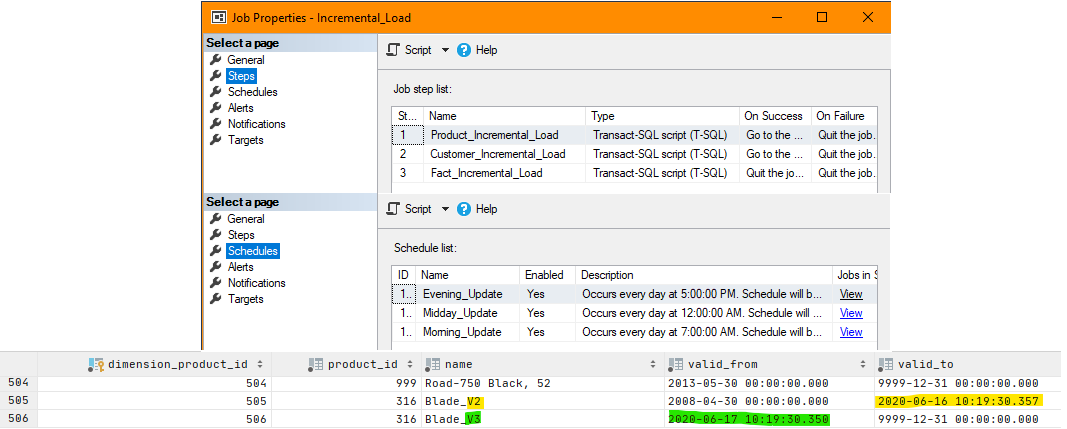 Job Properties - Incremental_Load
Select a page
General
Steps
Schedules
Alerts
Notifications
Targets
Script Help
Job step list:
St... Name Type On Success On Failure
1 Product_Incremental_Load Transact-SQL script (T-SQL) Go to the ... Quit the job.
2 Customer_Incremental_Load Transact-SQL script (T-SQL) Go to the ... Quit the job.
3 Fact_Incremental_Load Transact-SQL script (T-SQL) Quit the jo... Quit the job.
Select a page
General
Steps
Schedules
Alerts
Notifications
Targets
Script Help
Schedule list:
ID Name Enabled Description Jobs in S
1.. Evening_Update Yes Occurs every day at 5:00:00 PM. Schedule will b... View
1.. Midday_Update Yes Occurs every day at 12:00:00 AM. Schedule will b... View
1.. Morning_Update Yes Occurs every day at 7:00:00 AM. Schedule will b... View
dimension_product_id product_id name valid_from valid_to
504 504 999 Road-750 Black, 52 2013-05-30 00:00:00.000 9999-12-31 00:00:00.000
505 505 316 Blade_V2 2008-04-30 00:00:00.000 2020-06-16 10:19:30.357
506 506 316 Blade_V3 2020-06-17 10:19:30.350 9999-12-31 00:00:00.000